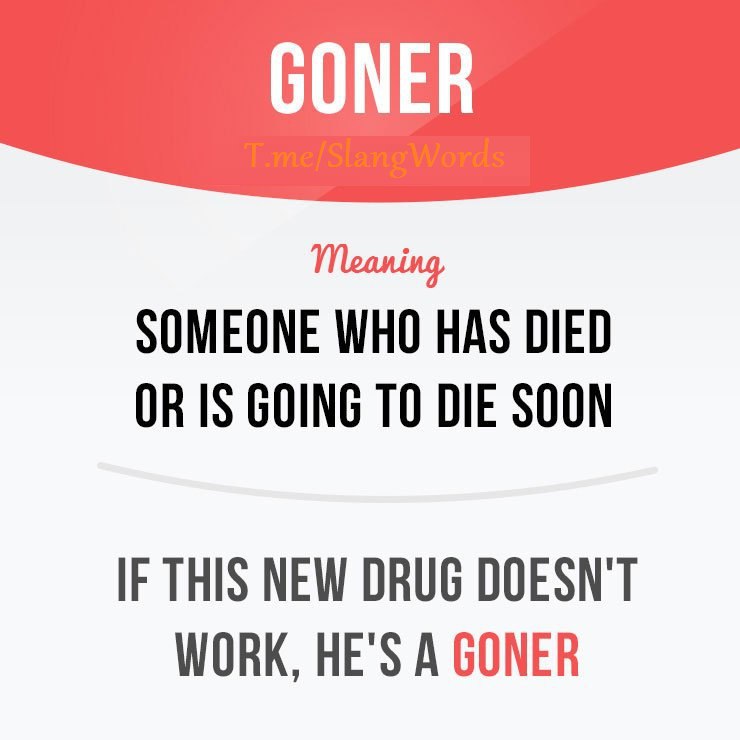 GONER
T.me/SlangWords
Meaning
SOMEONE WHO HAS DIED
OR IS GOING TO DIE SOON
IF THIS NEW DRUG DOESN'T
WORK, HE'S A GONER